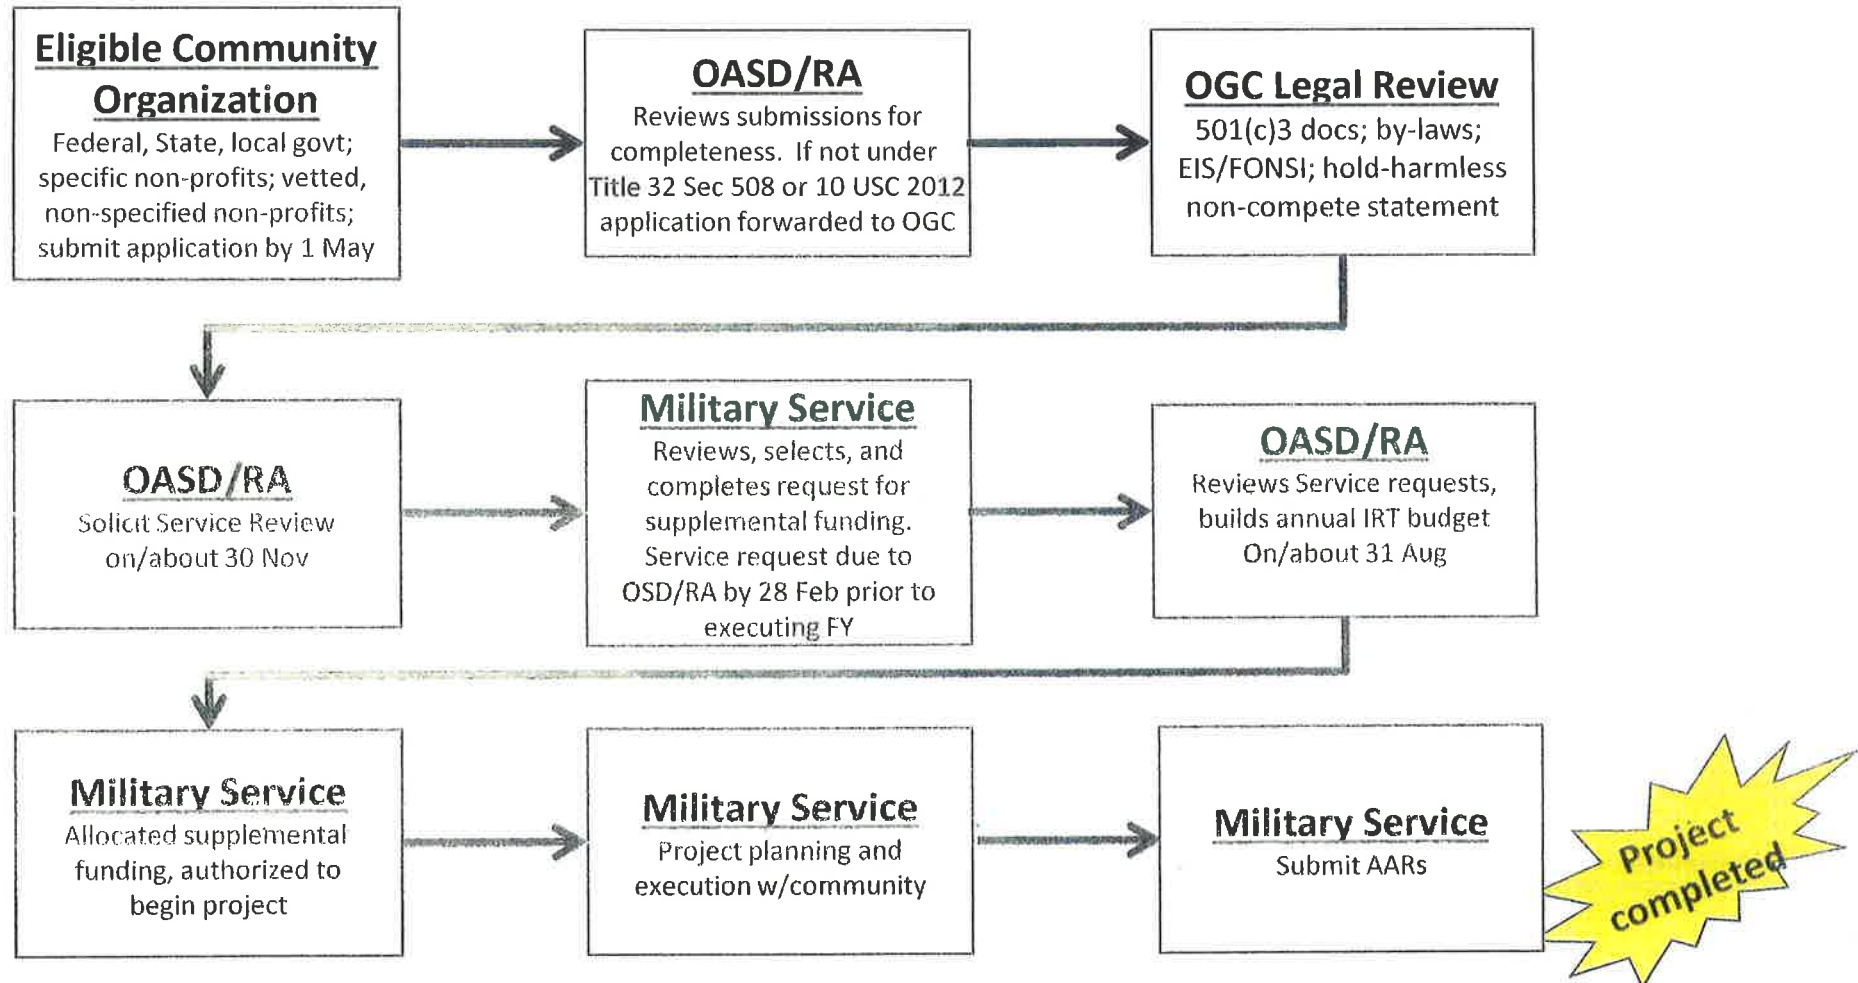 Eligible Community
Organization
Federal, State, local govt;
specific non-profits; vetted,
non-specified non-profits;
submit application by 1 May
OASD/RA
Reviews submissions for
completeness. If not under
Title 32 Sec 508 or 10 USC 2012
application forwarded to OGC
OGC Legal Review
501(c)3 docs; by-laws;
EIS/FONSI; hold-harmless
non-compete statement
OASD/RA
Solicit Service Review
on/about 30 Nov
Military Service
Reviews, selects, and
completes request for
supplemental funding.
Service request due to
OSD/RA by 28 Feb prior to
executing FY
OASD/RA
Reviews Service requests,
builds annual IRT budget
On/about 31 Aug
Military Service
Allocated supplemental
funding, authorized to
begin project
Military Service
Project planning and
execution w/community
Military Service
Submit AARs
Project
completed